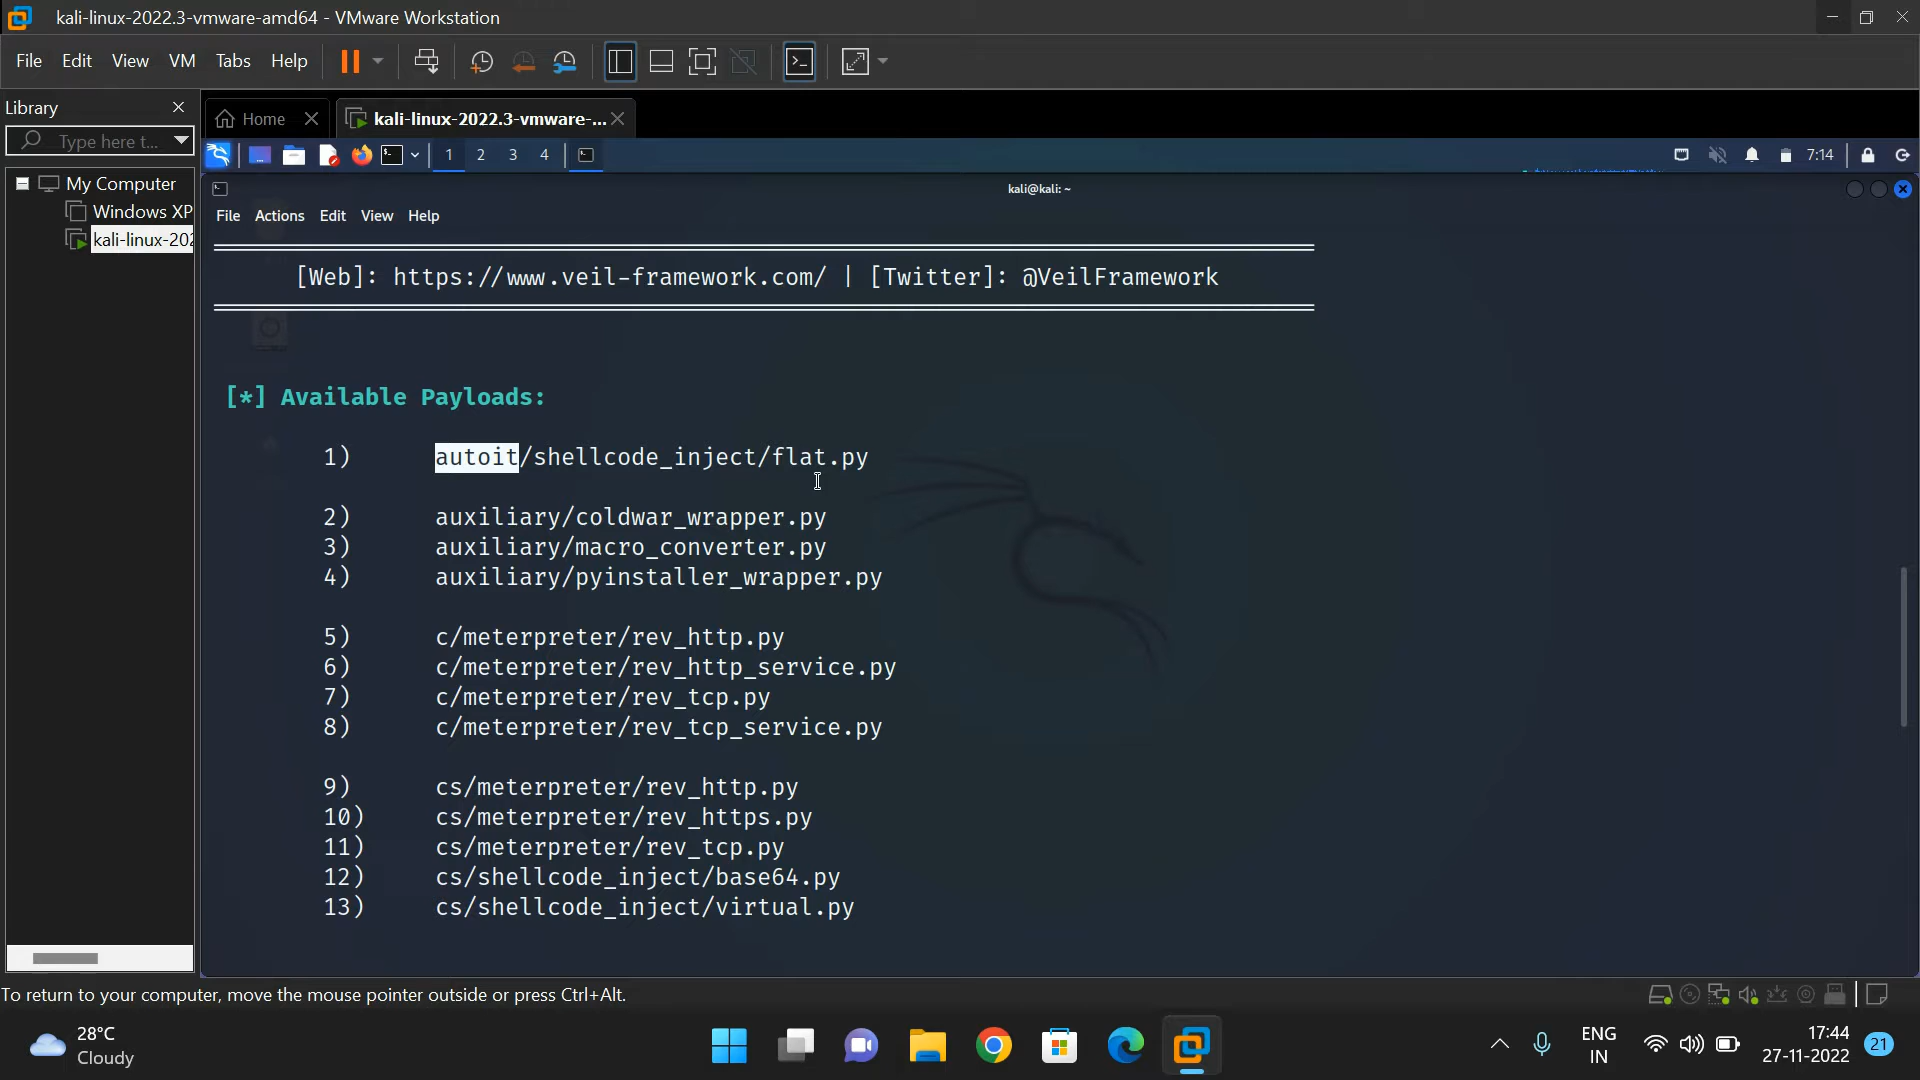 kali-linux-2022.3-vmware-amd64 - VMware Workstation
File Edit View VM Tabs Help
Library
Home
kali-linux-2022.3-vmware-...
Type here t...
1 2 3 4
7:14
My Computer
Windows XP
kali-linux-202
kali@kali: ~
File Actions Edit View Help
[Web]: https://www.veil-framework.com/ | [Twitter]: @VeilFramework
[*] Available Payloads:
1) autoit/shellcode_inject/flat.py
2) auxiliary/coldwar_wrapper.py
3) auxiliary/macro_converter.py
4) auxiliary/pyinstaller_wrapper.py
5) c/meterpreter/rev_http.py
6) c/meterpreter/rev_http_service.py
7) c/meterpreter/rev_tcp.py
8) c/meterpreter/rev_tcp_service.py
9) cs/meterpreter/rev_http.py
10) cs/meterpreter/rev_https.py
11) cs/meterpreter/rev_tcp.py
12) cs/shellcode_inject/base64.py
13) cs/shellcode_inject/virtual.py
To return to your computer, move the mouse pointer outside or press Ctrl+Alt.
28°C
Cloudy
ENG
IN
17:44
27-11-2022
21